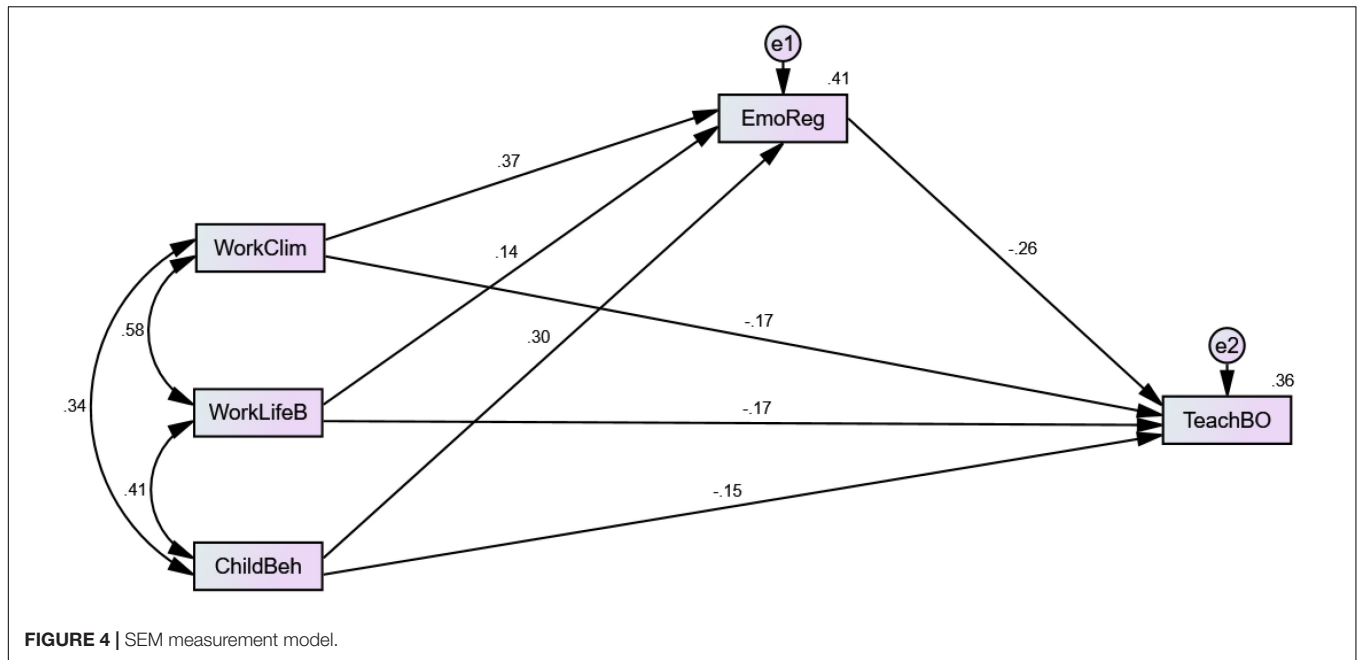 e1
.41
EmoReg
.37
WorkClim
.14
-.26
.58
.30
-.17
e2
.36
.34
WorkLifeB
-.17
TeachBO
.41
-.15
ChildBeh
FIGURE 4 | SEM measurement model.